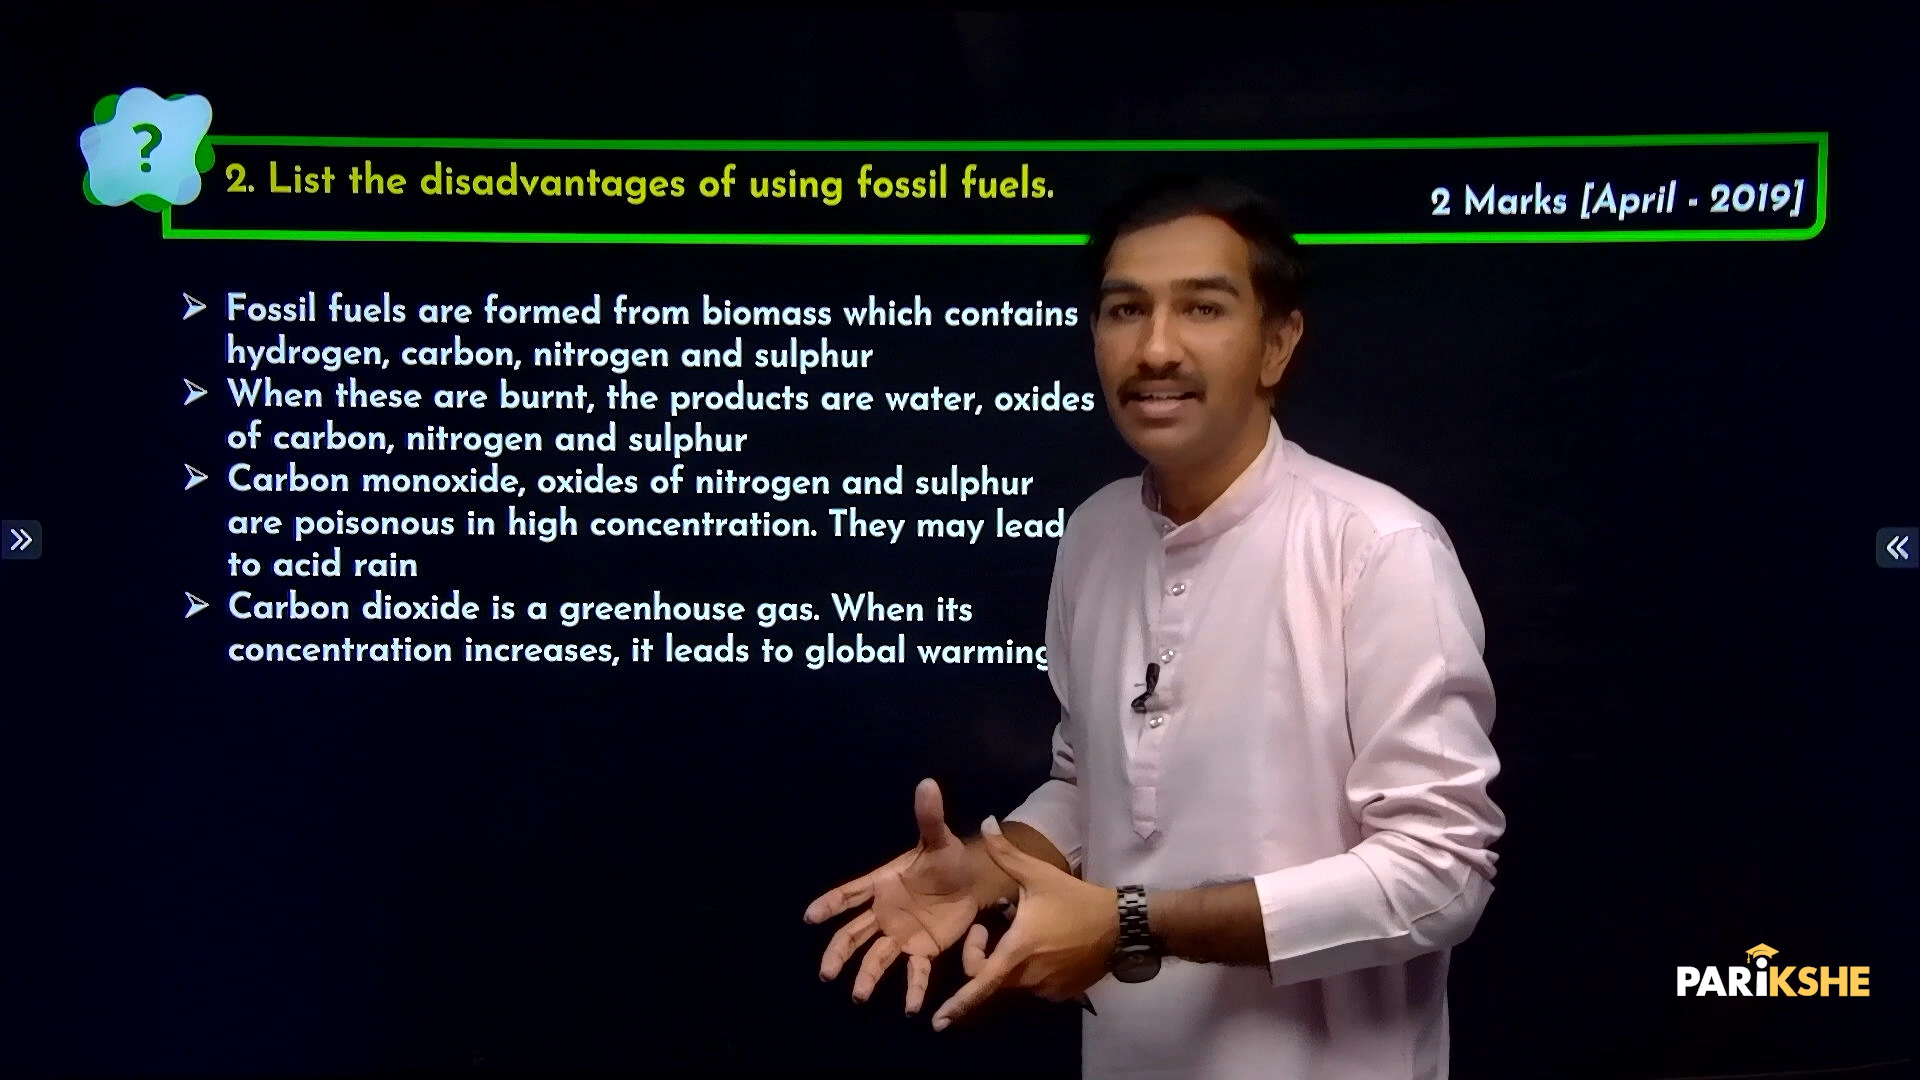 ?
2. List the disadvantages of using fossil fuels.
2 Marks [April - 2019]
➢ Fossil fuels are formed from biomass which contains
hydrogen, carbon, nitrogen and sulphur
➢ When these are burnt, the products are water, oxides
of carbon, nitrogen and sulphur
➢ Carbon monoxide, oxides of nitrogen and sulphur
are poisonous in high concentration. They may lead
to acid rain
➢ Carbon dioxide is a greenhouse gas. When its
concentration increases, it leads to global warming
PARiKSHE